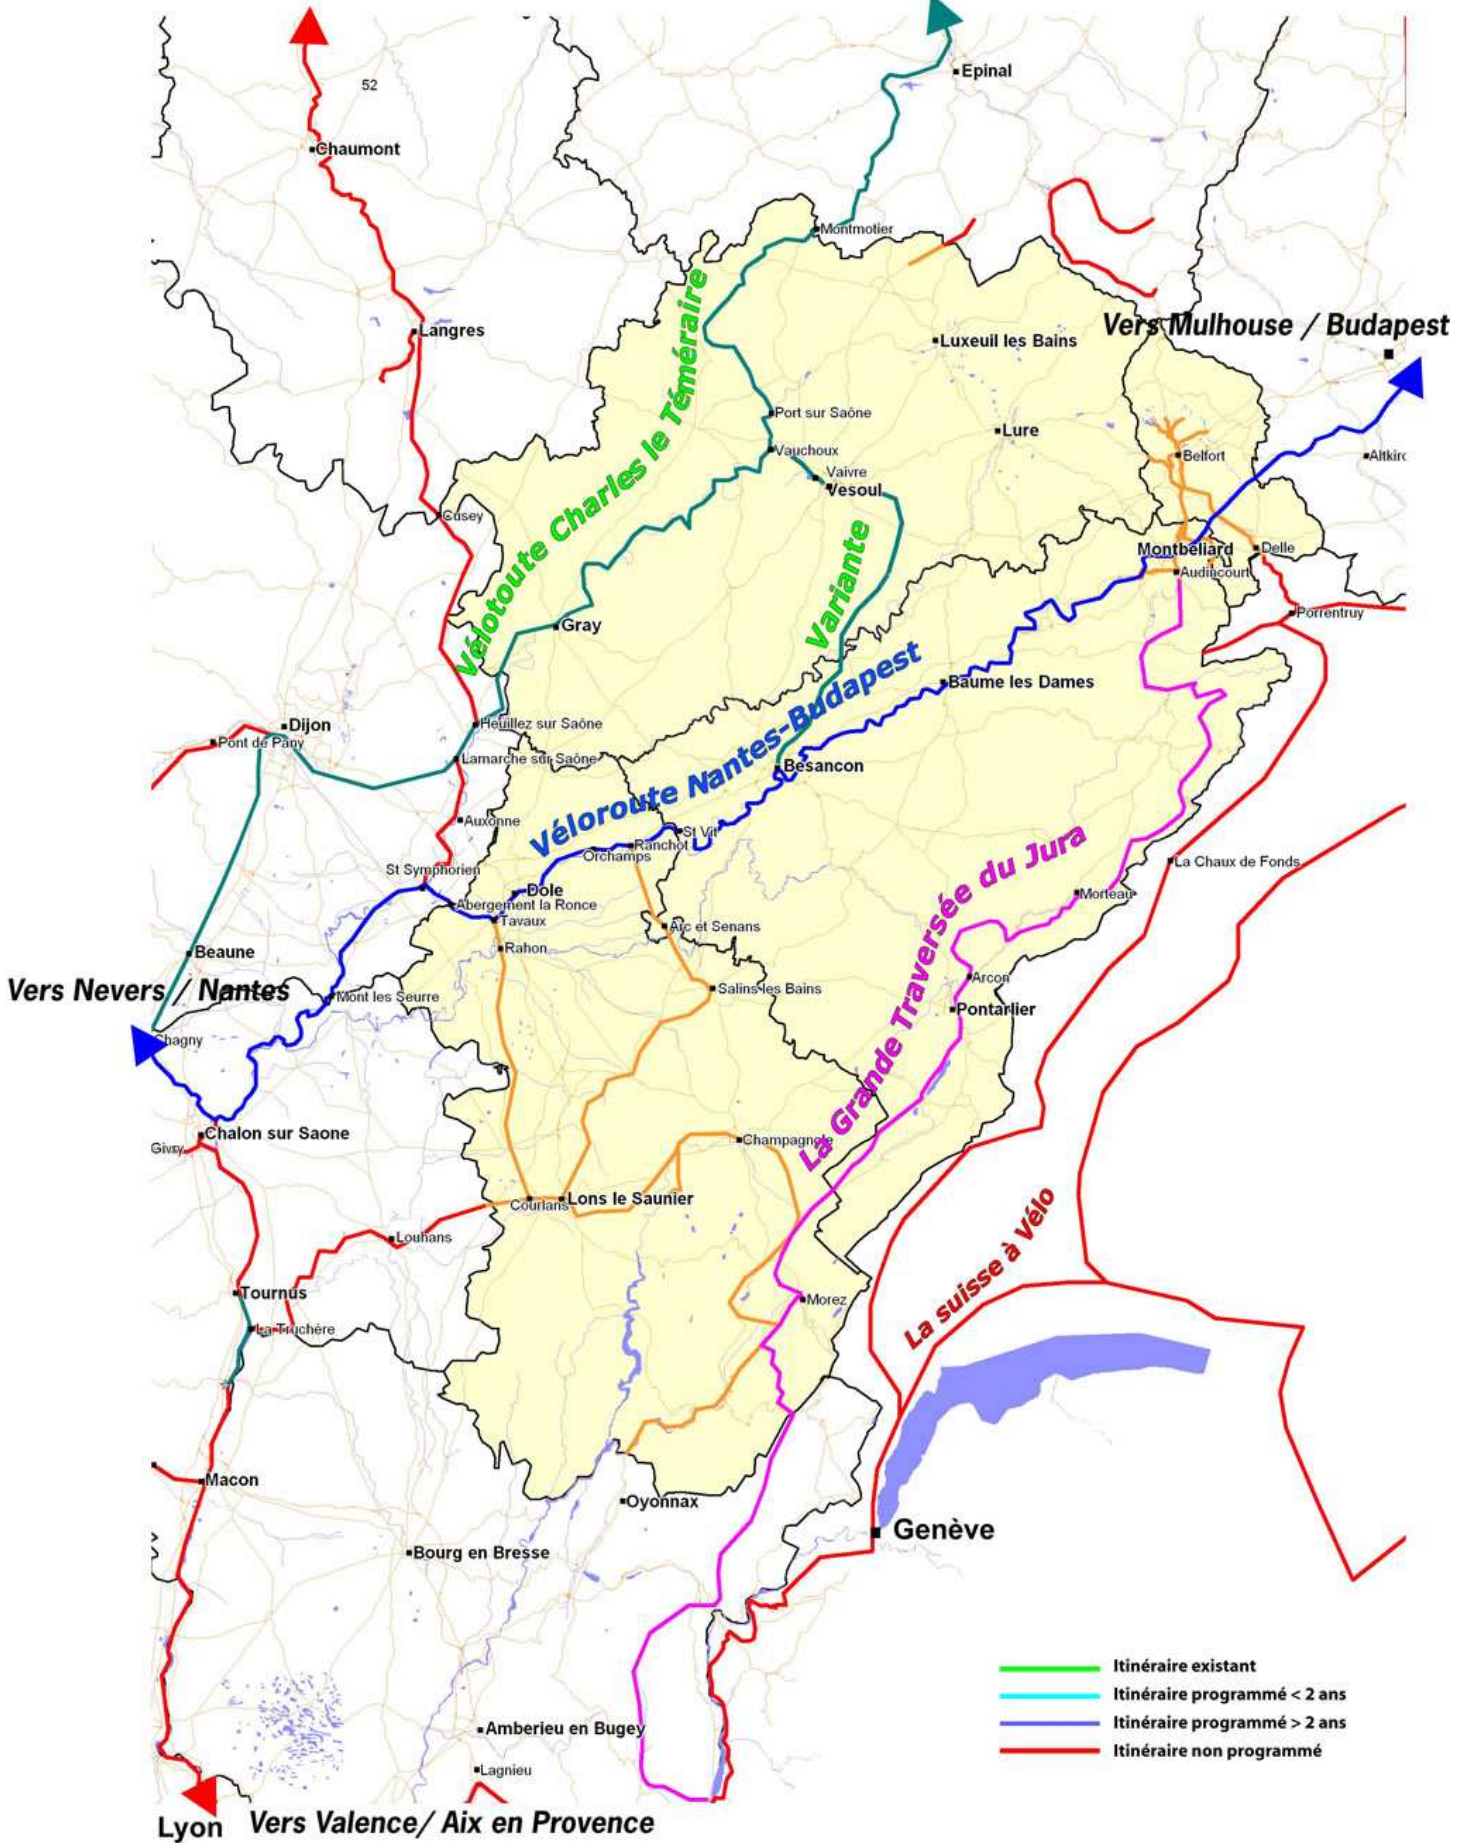 Epinal
52
Chaumont
Montmotier
Langres
Vers Mulhouse / Budapest
Luxeuil les Bains
Vélotoute Charles le Téméraire
Port sur Saône
Lure
Vauchoux
Belfort
Altkirc
Vaivre
Vesoul
Cusey
Variante
Montbéliard
Delle
Audincourt
Porrentruy
Gray
Véloroute Nantes-Budapest
Baume les Dames
Heuillez sur Saône
Dijon
Pont de Pany
Lamarche sur Saône
Besancon
Auxonne
St Vit
Ranchot
Orchamps
La Grande Traversée du Jura
La Chaux de Fonds
St Symphorien
Dole
Morteau
Abergement la Ronce
Tavaux
Arc et Senans
Rahon
Beaune
Arcon
Vers Nevers / Nantes
Salins les Bains
Mont les Seurre
Pontarlier
Chagny
Chalon sur Saone
Givry
Champagnole
Lons le Saunier
Courlans
La suisse à Vélo
Louhans
Tournus
Morez
La Truchère
Macon
Oyonnax
Genève
Bourg en Bresse
Itinéraire existant
Itinéraire programmé < 2 ans
Itinéraire programmé > 2 ans
Itinéraire non programmé
Amberieu en Bugey
Lagnieu
Lyon
Vers Valence/ Aix en Provence